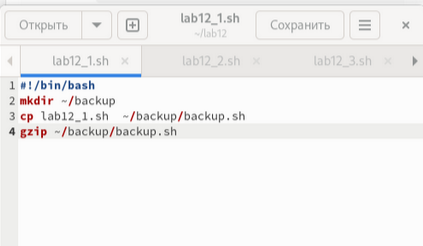 Открыть
lab12_1.sh
~/lab12
Сохранить
lab12_1.sh
lab12_2.sh
lab12_3.sh
1 #!/bin/bash
2 mkdir ~/backup
3 cp lab12_1.sh  ~/backup/backup.sh
4 gzip ~/backup/backup.sh